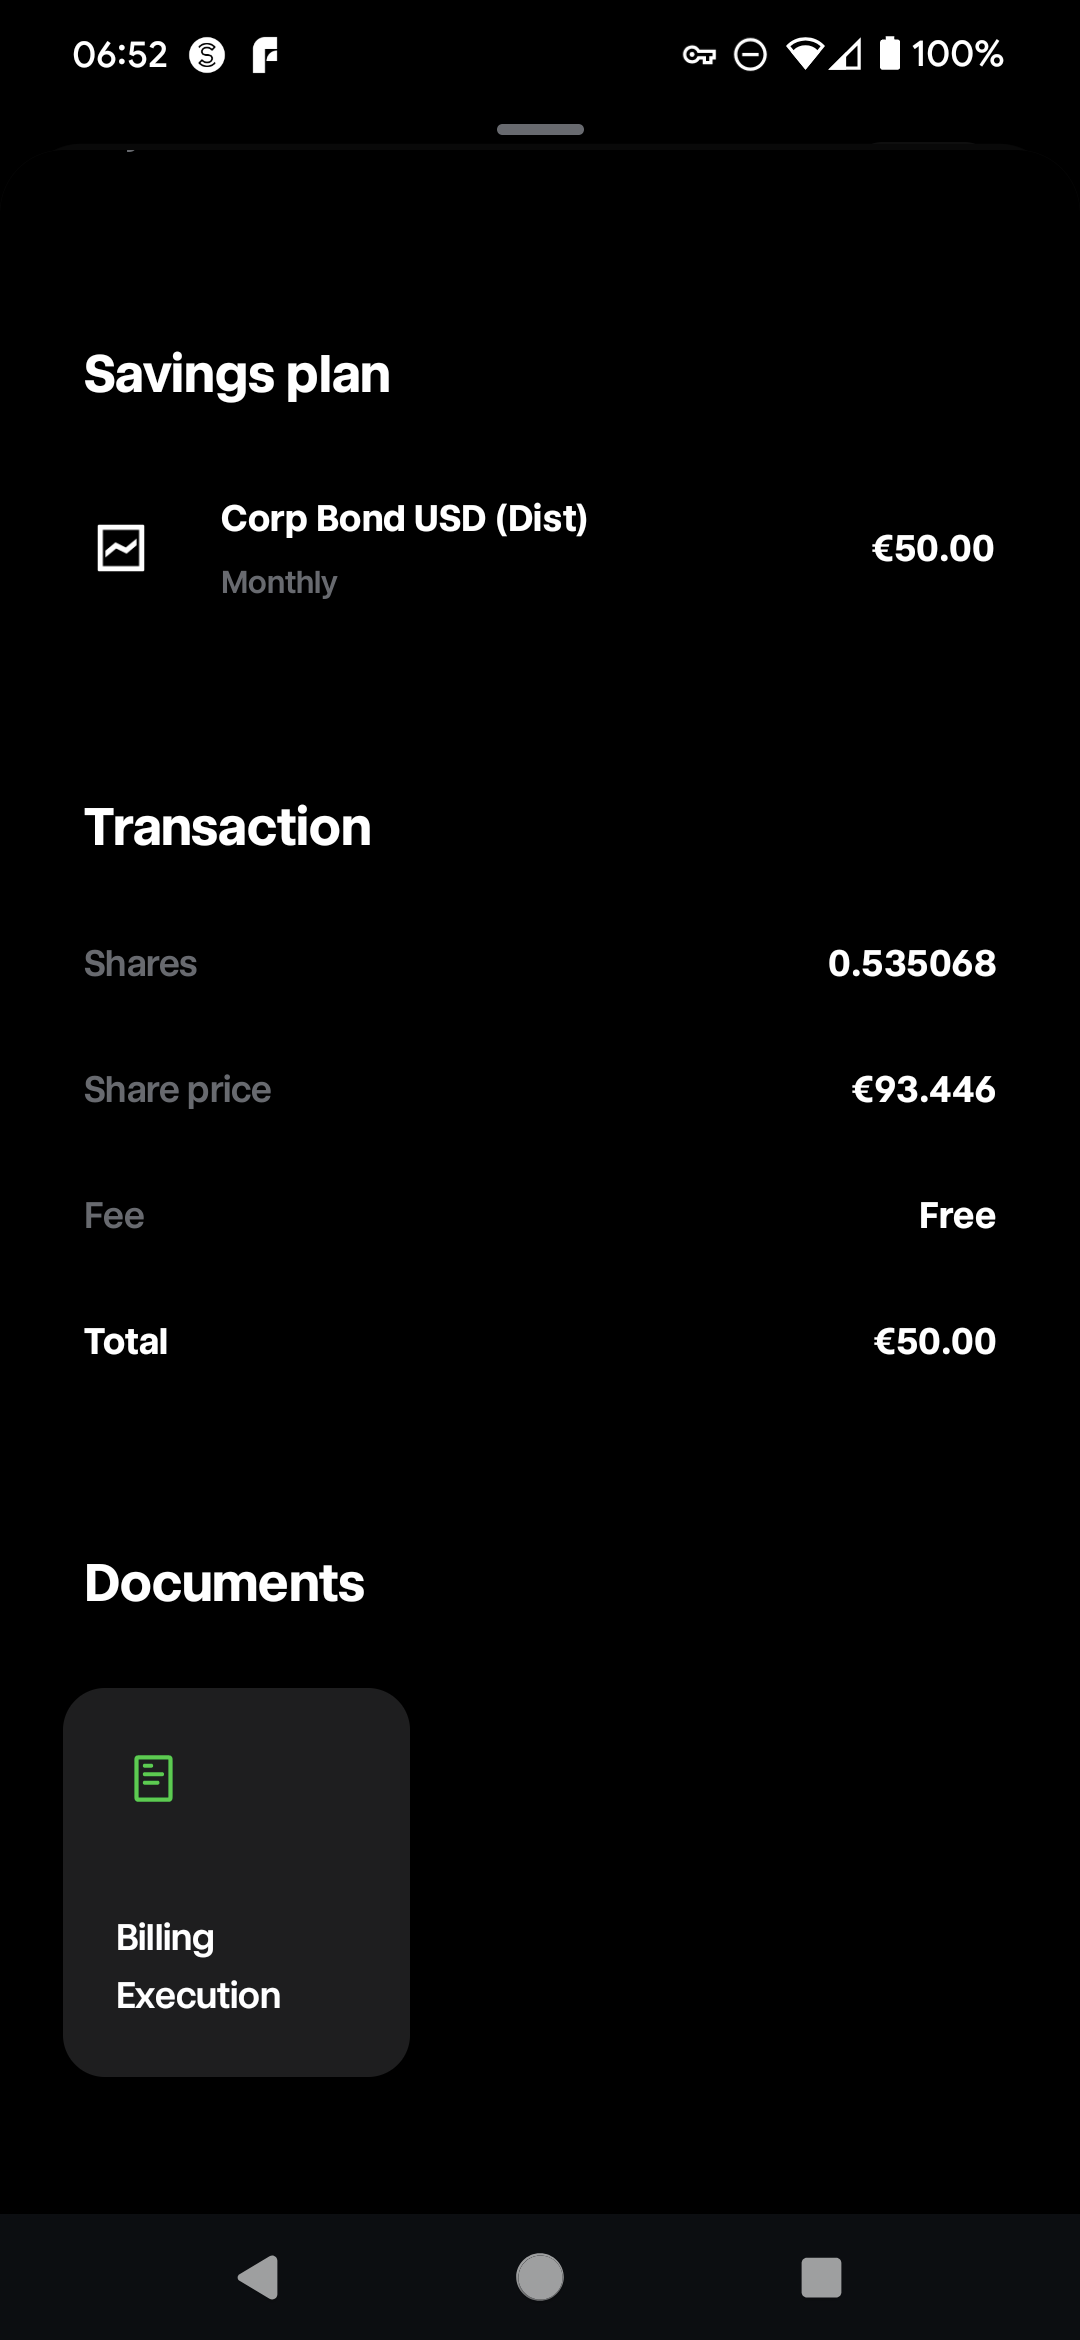 06:52
100%
Savings plan
Corp Bond USD (Dist)
€50.00
Monthly
Transaction
Shares 0.535068
Share price €93.446
Fee Free
Total €50.00
Documents
Billing
Execution